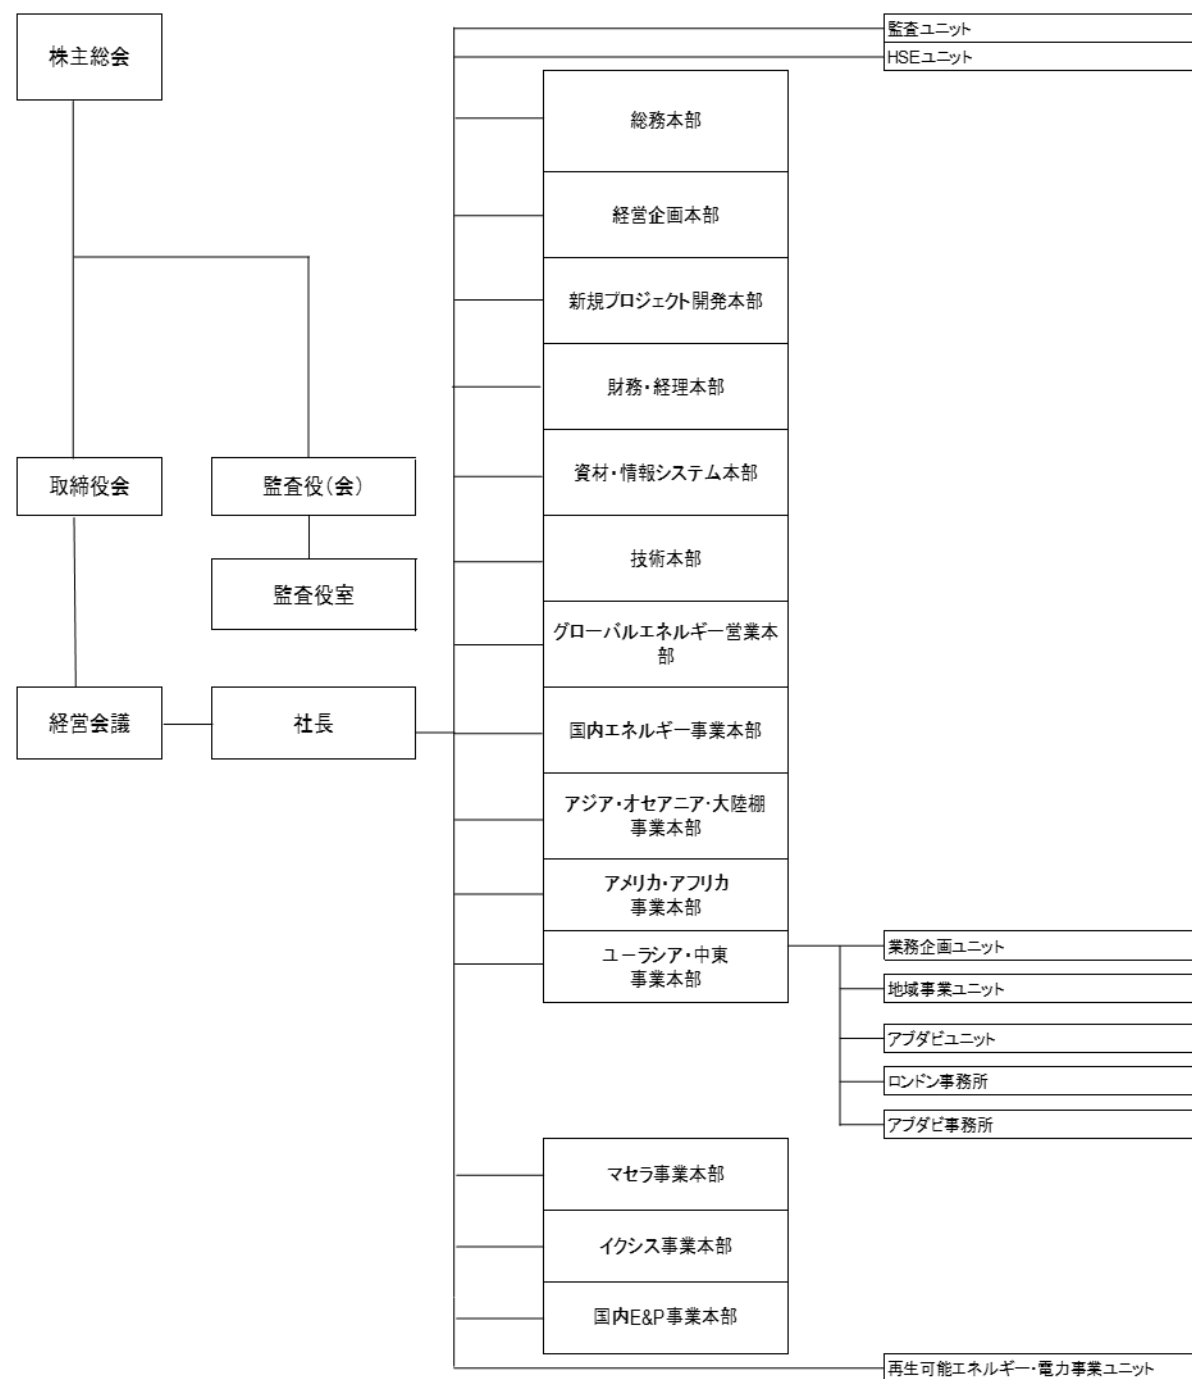 株主総会
取締役会
監査役（会）
監査役室
経営会議
社長
監査ユニット
HSEユニット
総務本部
経営企画本部
新規プロジェクト開発本部
財務・経理本部
資材・情報システム本部
技術本部
グローバルエネルギー営業本
部
国内エネルギー事業本部
アジア・オセアニア・大陸棚
事業本部
アメリカ・アフリカ
事業本部
ユーラシア・中東
事業本部
業務企画ユニット
地域事業ユニット
アブダビユニット
ロンドン事務所
アブダビ事務所
マセラ事業本部
イクシス事業本部
国内E&P事業本部
再生可能エネルギー・電力事業ユニット